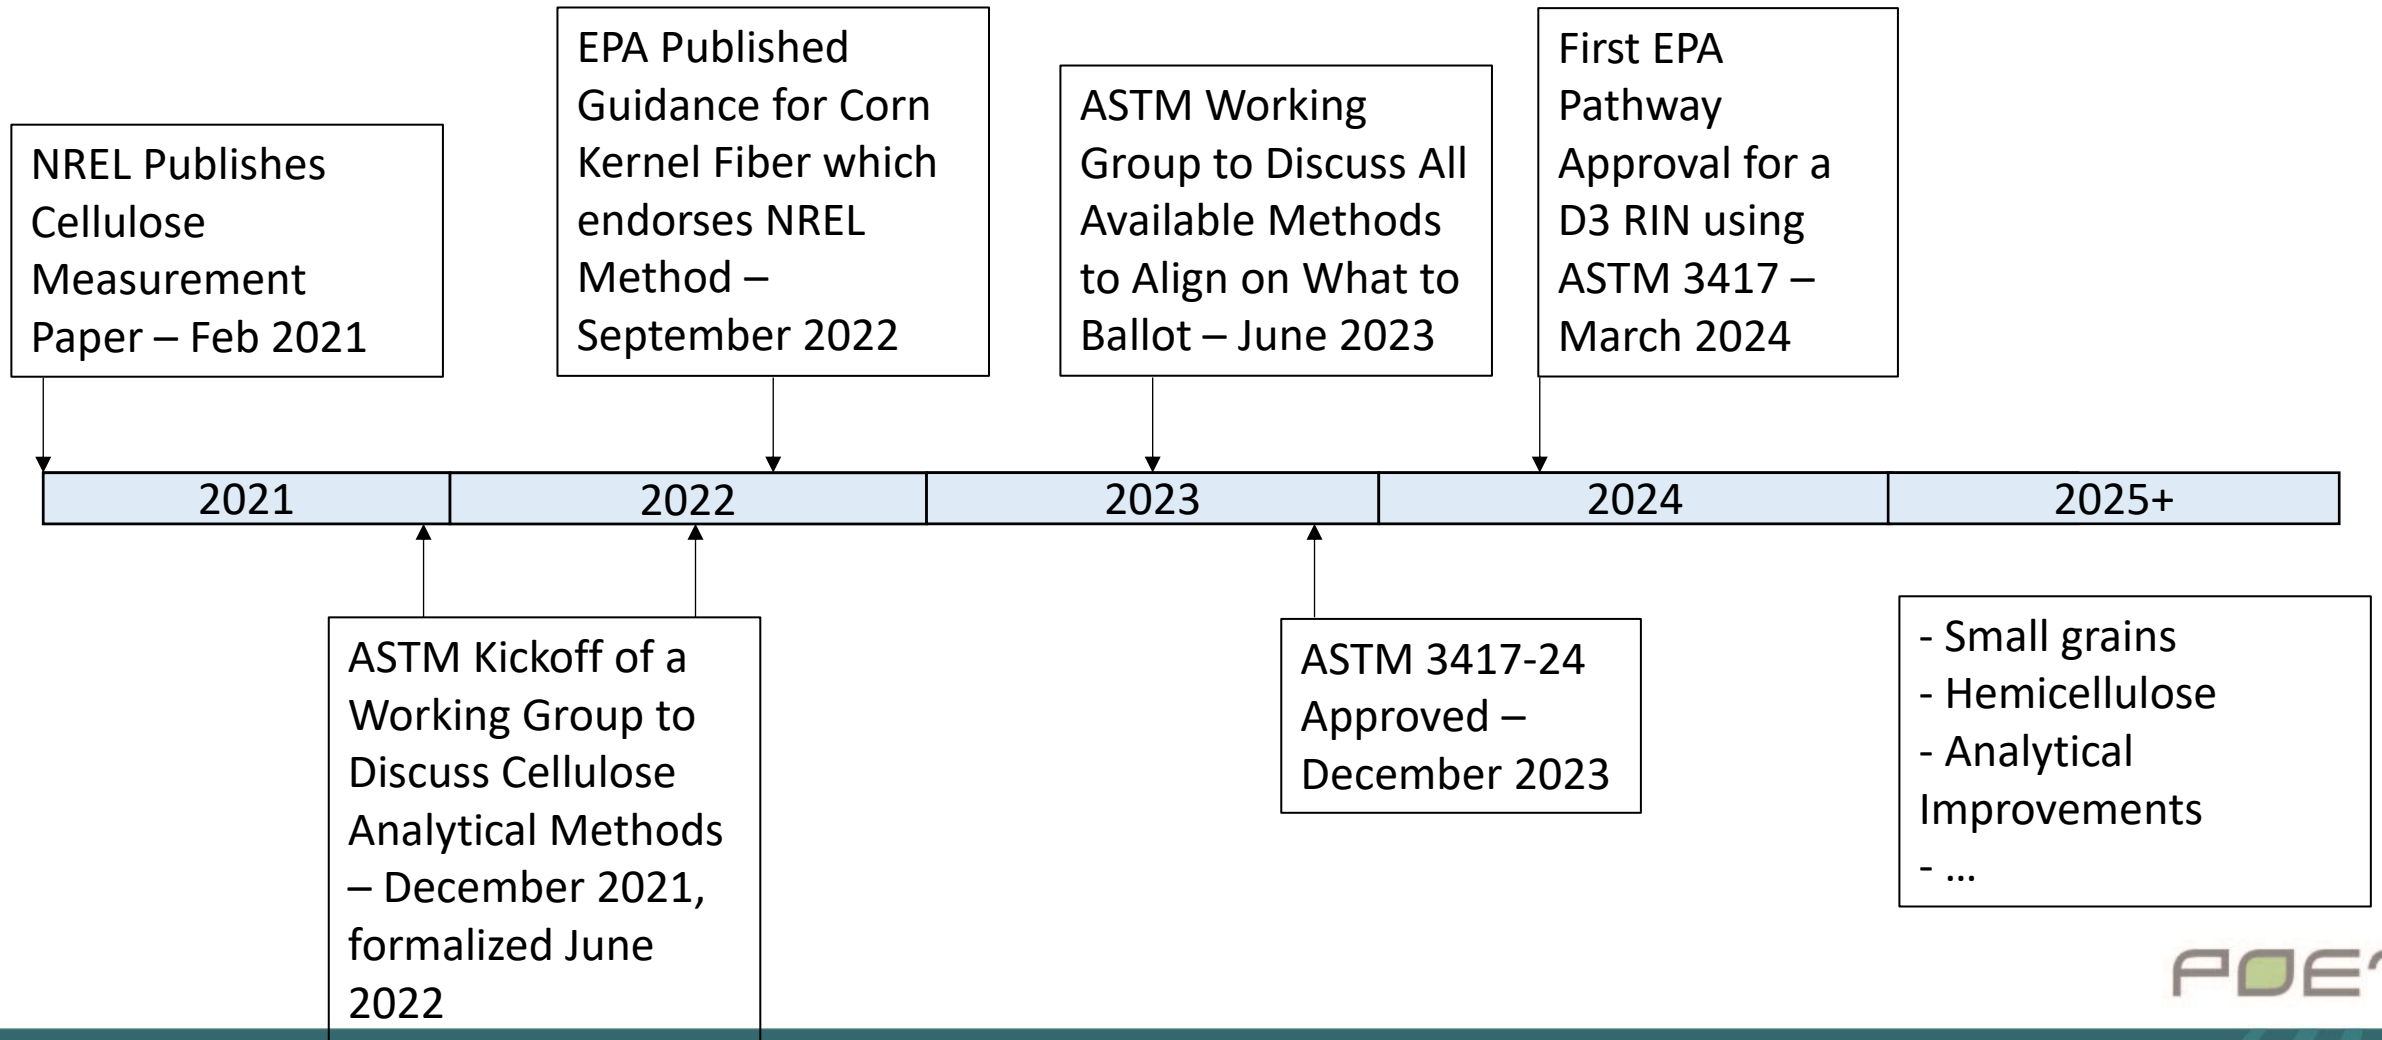 NREL Publishes
Cellulose
Measurement
Paper – Feb 2021
EPA Published
Guidance for Corn
Kernel Fiber which
endorses NREL
Method –
September 2022
ASTM Working
Group to Discuss All
Available Methods
to Align on What to
Ballot – June 2023
First EPA
Pathway
Approval for a
D3 RIN using
ASTM 3417 –
March 2024
2021
2022
2023
2024
2025+
ASTM Kickoff of a
Working Group to
Discuss Cellulose
Analytical Methods
– December 2021,
formalized June
2022
ASTM 3417-24
Approved –
December 2023
- Small grains
- Hemicellulose
- Analytical
Improvements
- ...